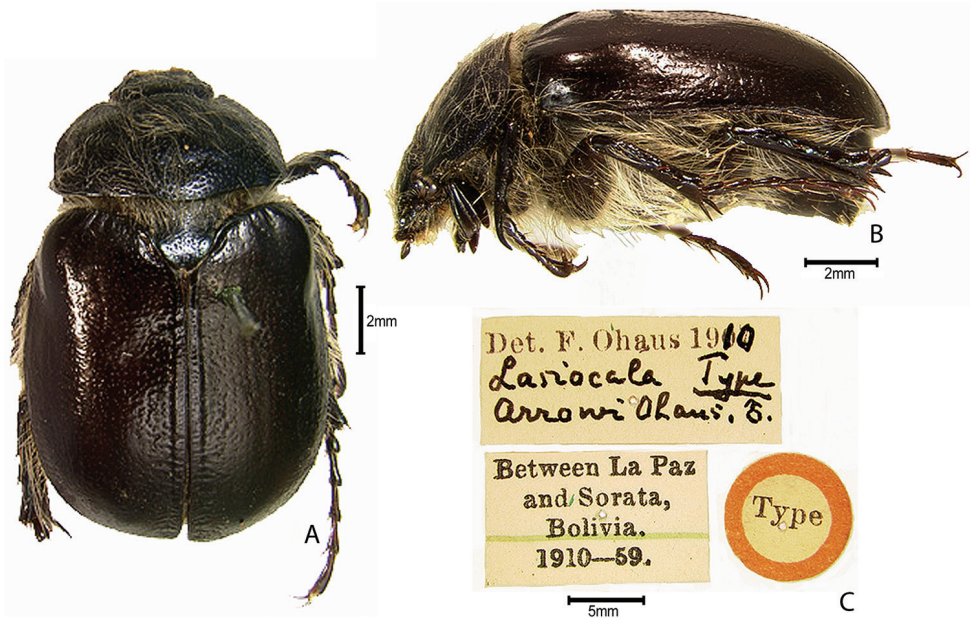 B
2mm
2mm
A
Det. F. Ohaus 1910
Lasiocala Type
arrowi Ohaus. ♂.
Between La Paz
and Sorata,
Bolivia.
1910—59.
Type
5mm
C